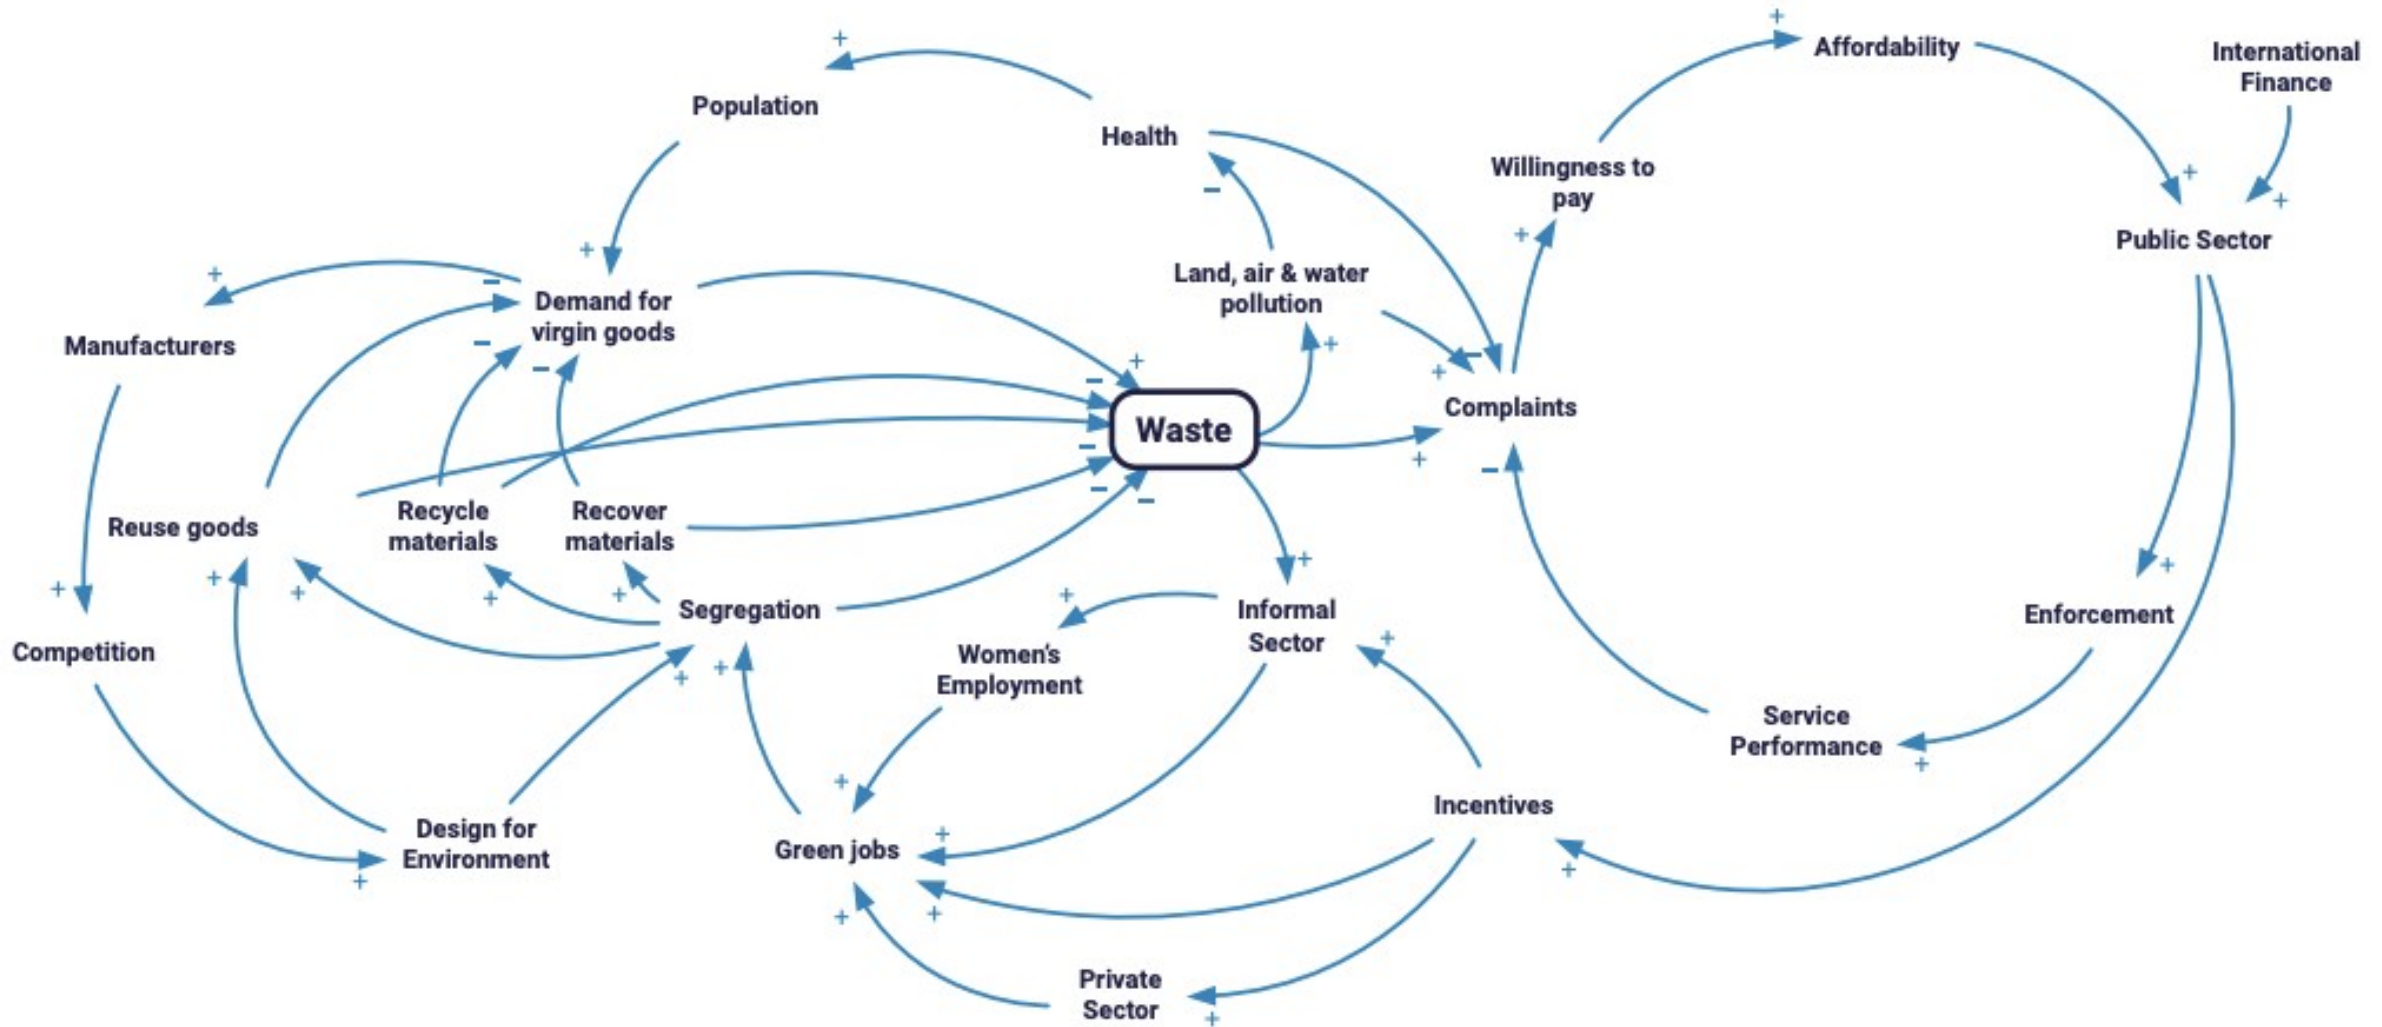 Affordability
International
Finance
Population
Health
Willingness to
pay
Public Sector
Land, air & water
pollution
Demand for
virgin goods
Manufacturers
Complaints
Waste
Reuse goods
Recycle
materials
Recover
materials
Segregation
Informal
Sector
Enforcement
Competition
Women's
Employment
Service
Performance
Incentives
Design for
Environment
Green jobs
Private
Sector